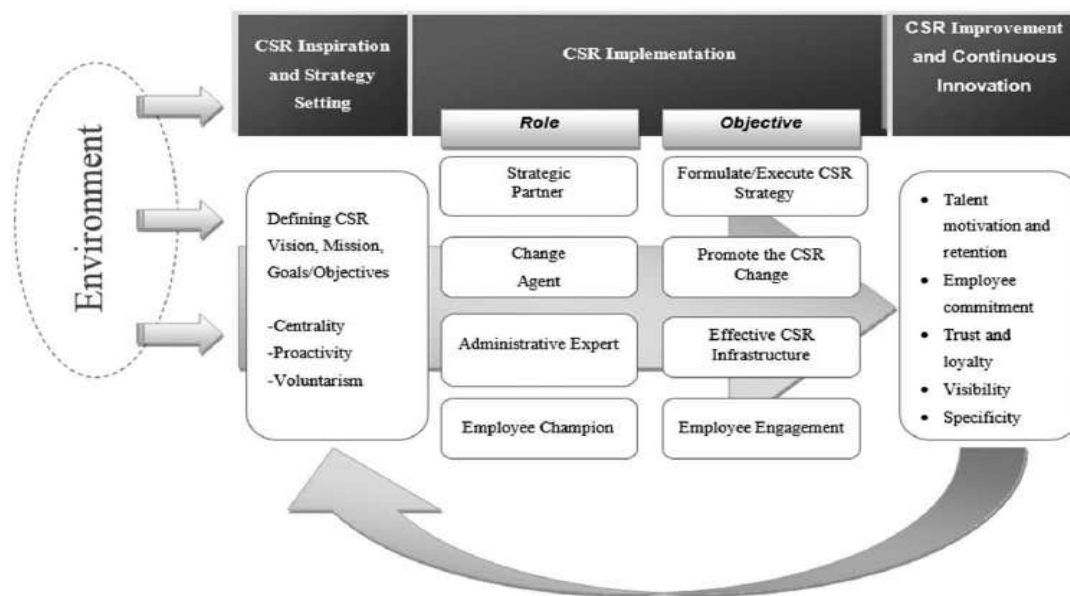 Environment
CSR Inspiration
and Strategy
Setting
CSR Implementation
CSR Improvement
and Continuous
Innovation
Role
Objective
Defining CSR
Vision, Mission,
Goals/Objectives
-Centrality
-Proactivity
-Voluntarism
Strategic
Partner
Formulate/Execute CSR
Strategy
Change
Agent
Promote the CSR
Change
Administrative Expert
Effective CSR
Infrastructure
Employee Champion
Employee Engagement
• Talent
motivation and
retention
• Employee
commitment
• Trust and
loyalty
• Visibility
• Specificity